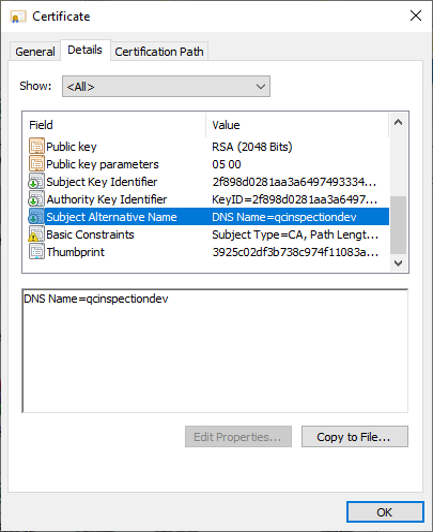 Certificate
General Details Certification Path
Show: <All>
Field Value
Public key RSA (2048 Bits)
Public key parameters 05 00
Subject Key Identifier 2f898d0281aa3a6497493334...
Authority Key Identifier KeyID=2f898d0281aa3a6497...
Subject Alternative Name DNS Name=qcinspectiondev
Basic Constraints Subject Type=CA, Path Lengt...
Thumbprint 3925c02df3b738c974f11083a...
DNS Name=qcinspectiondev
Edit Properties... Copy to File...
OK